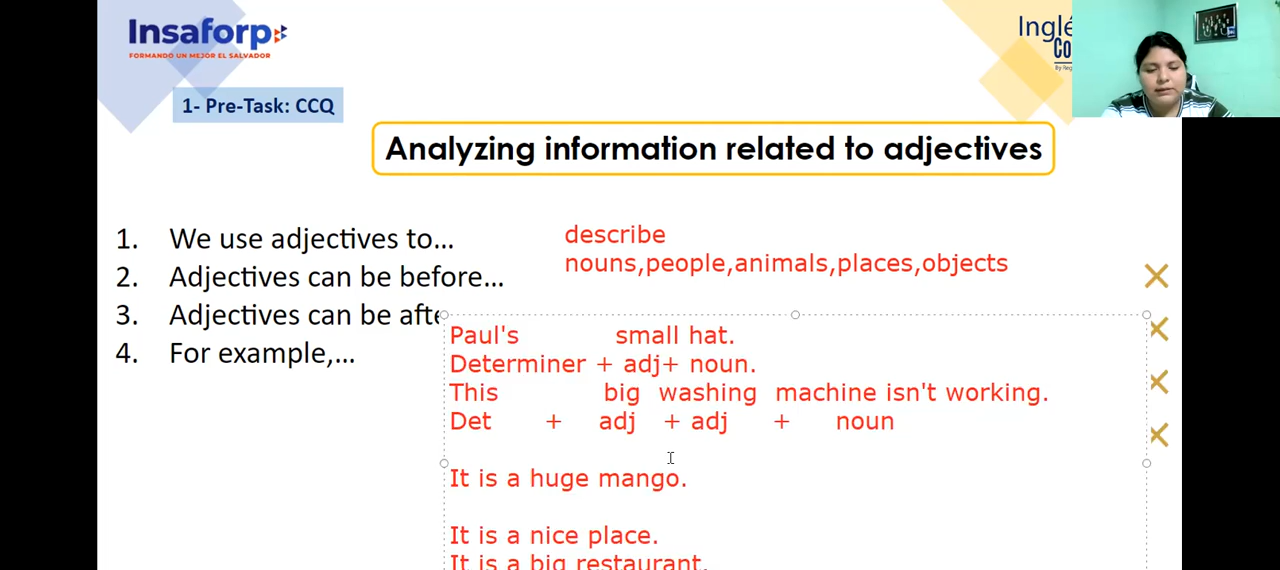 Insaforp
FORMANDO UN MEJOR EL SALVADOR
1- Pre-Task: CCQ
Analyzing information related to adjectives
1. We use adjectives to...
2. Adjectives can be before...
3. Adjectives can be
4. For example,...
describe
nouns,people,animals,places,objects
Paul's small hat.
Determiner + adj+ noun.
This big washing machine isn't working.
Det + adj + adj + noun
It is a huge mango.
It is a nice place.
It is a big restaurant.